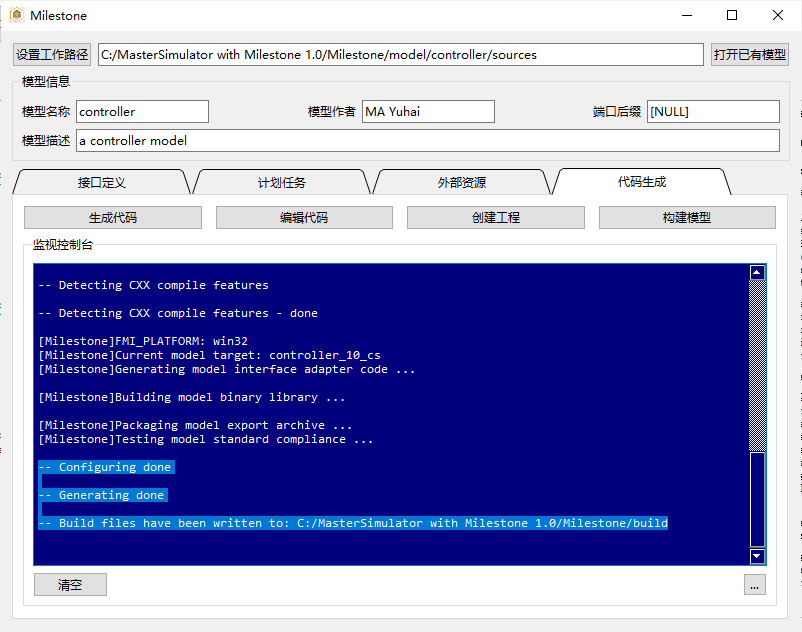 Milestone
设置工作路径 C:/MasterSimulator with Milestone 1.0/Milestone/model/controller/sources 打开已有模型
模型信息
模型名称 controller 模型作者 MA Yuhai 端口后缀 [NULL]
模型描述 a controller model
接口定义 计划任务 外部资源 代码生成
生成代码 编辑代码 创建工程 构建模型
监视控制台
-- Detecting CXX compile features
-- Detecting CXX compile features - done
[Milestone]FMI_PLATFORM: win32
[Milestone]Current model target: controller_10_cs
[Milestone]Generating model interface adapter code ...
[Milestone]Building model binary library ...
[Milestone]Packaging model export archive ...
[Milestone]Testing model standard compliance ...
-- Configuring done
-- Generating done
-- Build files have been written to: C:/MasterSimulator with Milestone 1.0/Milestone/build
清空 ...